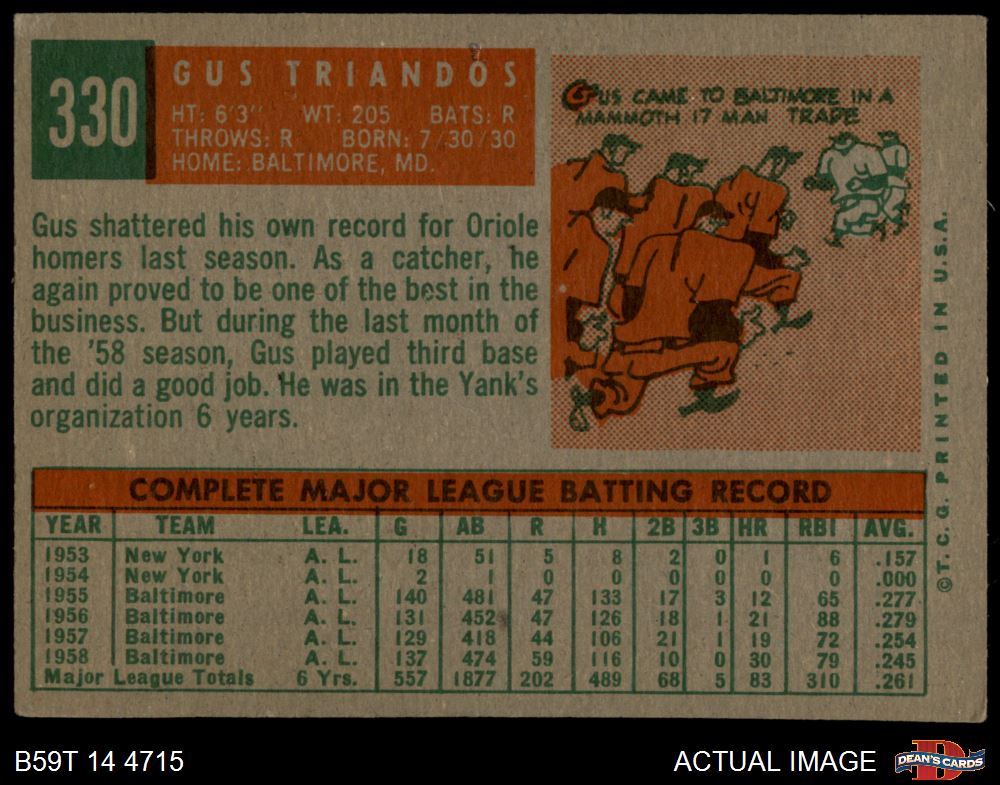 330
GUS TRIANDOS
HT: 6'3" WT: 205 BATS: R
THROWS: R BORN: 7/30/30
HOME: BALTIMORE, MD.
GUS CAME TO BALTIMORE IN A
MAMMOTH 17 MAN TRADE
Gus shattered his own record for Oriole
homers last season. As a catcher, he
again proved to be one of the best in the
business. But during the last month of
the '58 season, Gus played third base
and did a good job. He was in the Yank's
organization 6 years.
©T. C. G. PRINTED IN U.S.A.
COMPLETE MAJOR LEAGUE BATTING RECORD
YEAR TEAM LEA. G AB R H 2B 3B HR RBI AVG.
1953 New York A. L. 18 51 5 8 2 0 1 6 .157
1954 New York A. L. 2 1 0 0 0 0 0 0 .000
1955 Baltimore A. L. 140 481 47 133 17 3 12 65 .277
1956 Baltimore A. L. 131 452 47 126 18 1 21 88 .279
1957 Baltimore A. L. 129 418 44 106 21 1 19 72 .254
1958 Baltimore A. L. 137 474 59 116 10 0 30 79 .245
Major League Totals 6 Yrs. 557 1877 202 489 68 5 83 310 .261
B59T 14 4715
ACTUAL IMAGE
D
DEAN'S CARDS